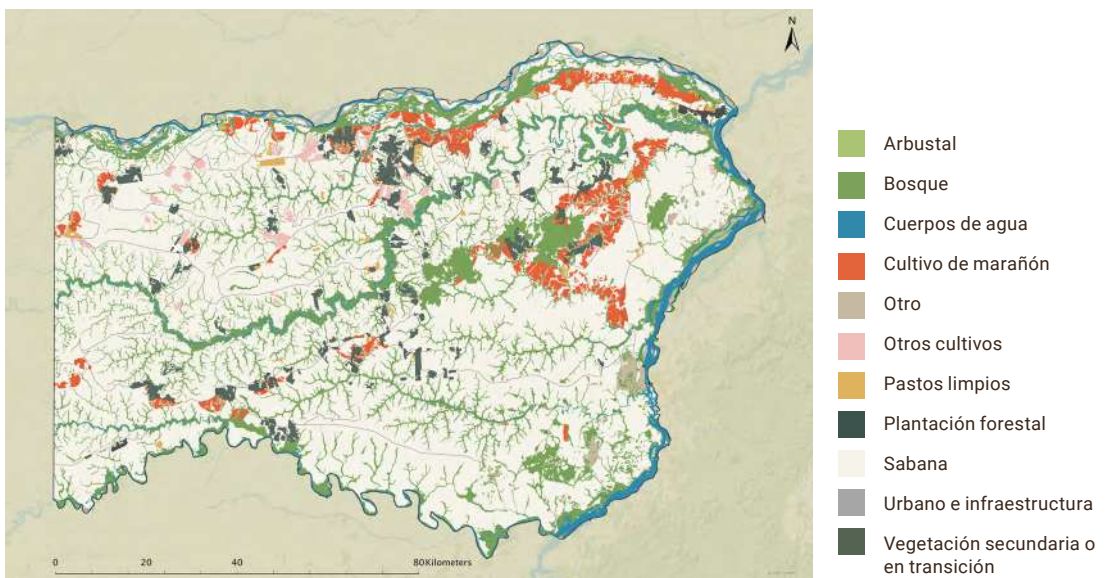 N
0
20
40
80Kilometers
Arbustal
Bosque
Cuerpos de agua
Cultivo de marañón
Otro
Otros cultivos
Pastos limpios
Plantación forestal
Sabana
Urbano e infraestructura
Vegetación secundaria o
en transición